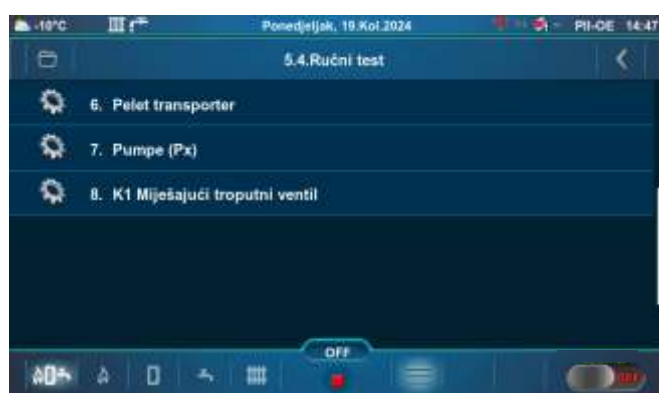 -10°C Ponedjeljak, 19.Kol.2024 PII-OE 14:47
5.4.Ručni test
6. Pelet transporter
7. Pumpe (Px)
8. K1 Miješajući troputni ventil
OFF
OFF